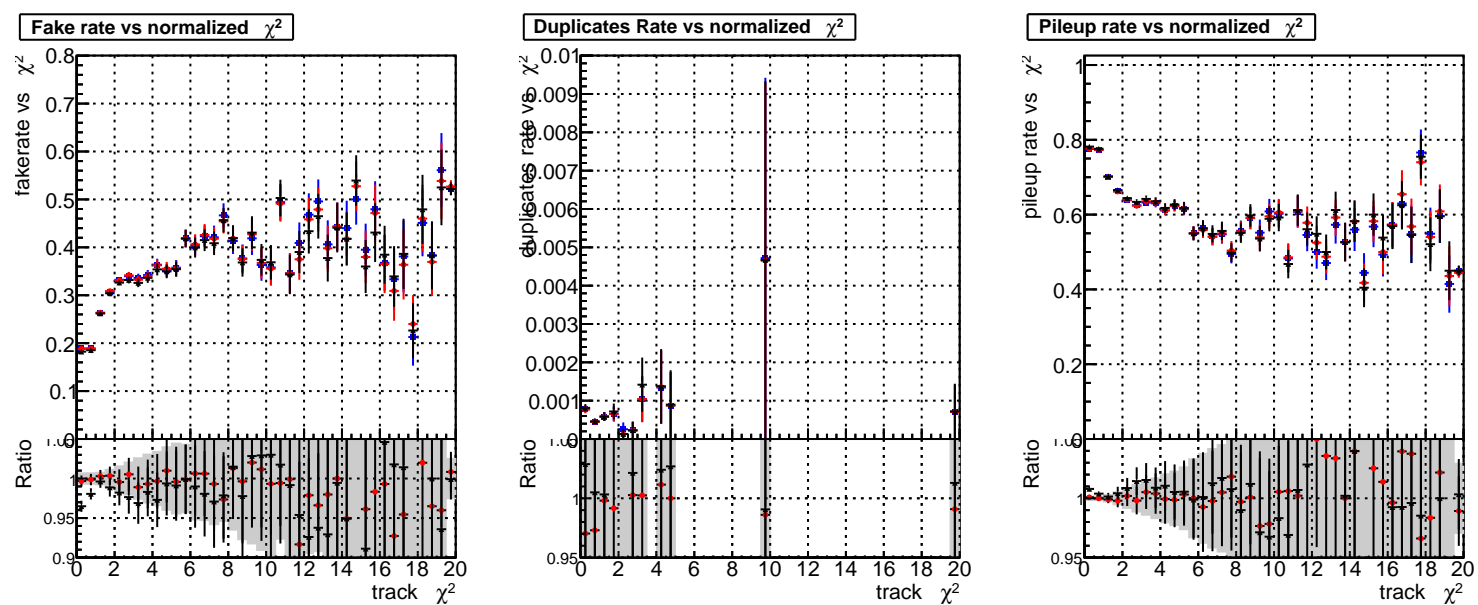 Fake rate vs normalized χ²
fakerate vs χ²
0.8
0.7
0.6
0.5
0.4
0.3
0.2
0.1
Ratio
1
0.95
0.9
0 2 4 6 8 10 12 14 16 18 20
track χ²
Duplicates Rate vs normalized χ²
duplicates rate vs χ²
0.01
0.009
0.008
0.007
0.006
0.005
0.004
0.003
0.002
0.001
Ratio
1
0.95
0 2 4 6 8 10 12 14 16 18 20
track χ²
Pileup rate vs normalized χ²
pileup rate vs χ²
1
0.8
0.6
0.4
0.2
Ratio
1
0.95
0 2 4 6 8 10 12 14 16 18 20
track χ²